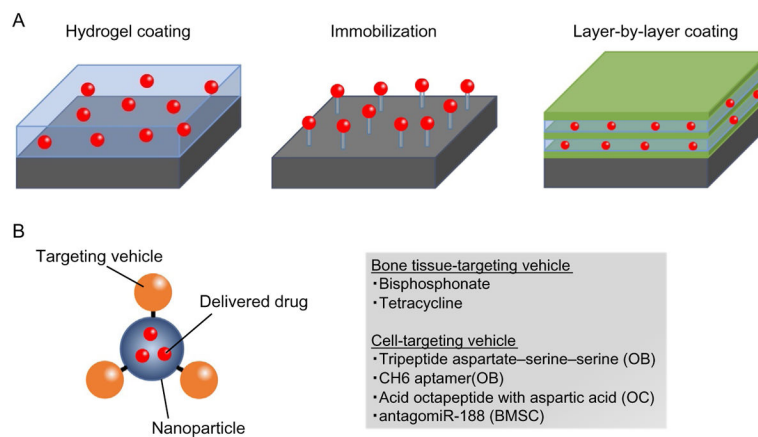 A
Hydrogel coating
Immobilization
Layer-by-layer coating
B
Targeting vehicle
Delivered drug
Nanoparticle
Bone tissue-targeting vehicle
・Bisphosphonate
・Tetracycline
Cell-targeting vehicle
・Tripeptide aspartate–serine–serine (OB)
・CH6 aptamer(OB)
・Acid octapeptide with aspartic acid (OC)
・antagomiR-188 (BMSC)